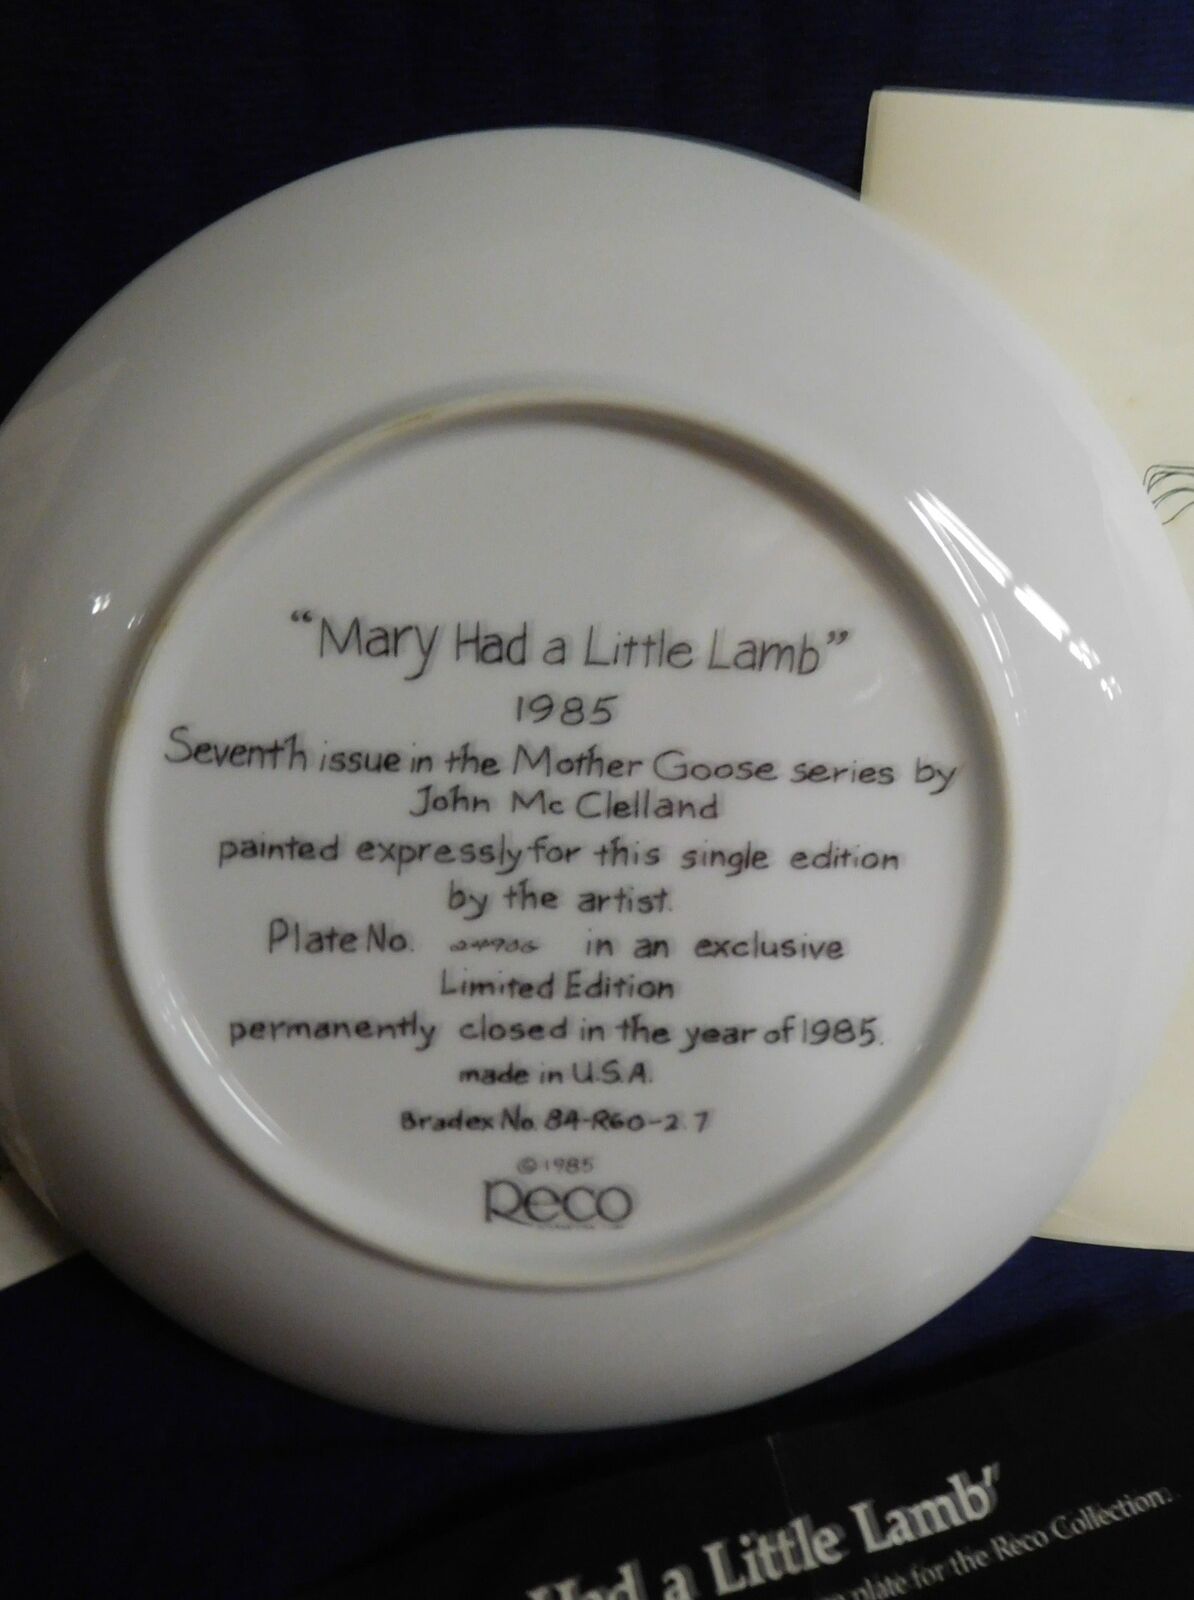 “Mary Had a Little Lamb”
1985
Seventh issue in the Mother Goose series by
John McClelland
painted expressly for this single edition
by the artist.
Plate No. in an exclusive
Limited Edition
permanently closed in the year of 1985.
made in U.S.A.
Bradex No. 84-R60-2.7
©1985
Reco
Had a Little Lamb”
plate for the Reco Collection